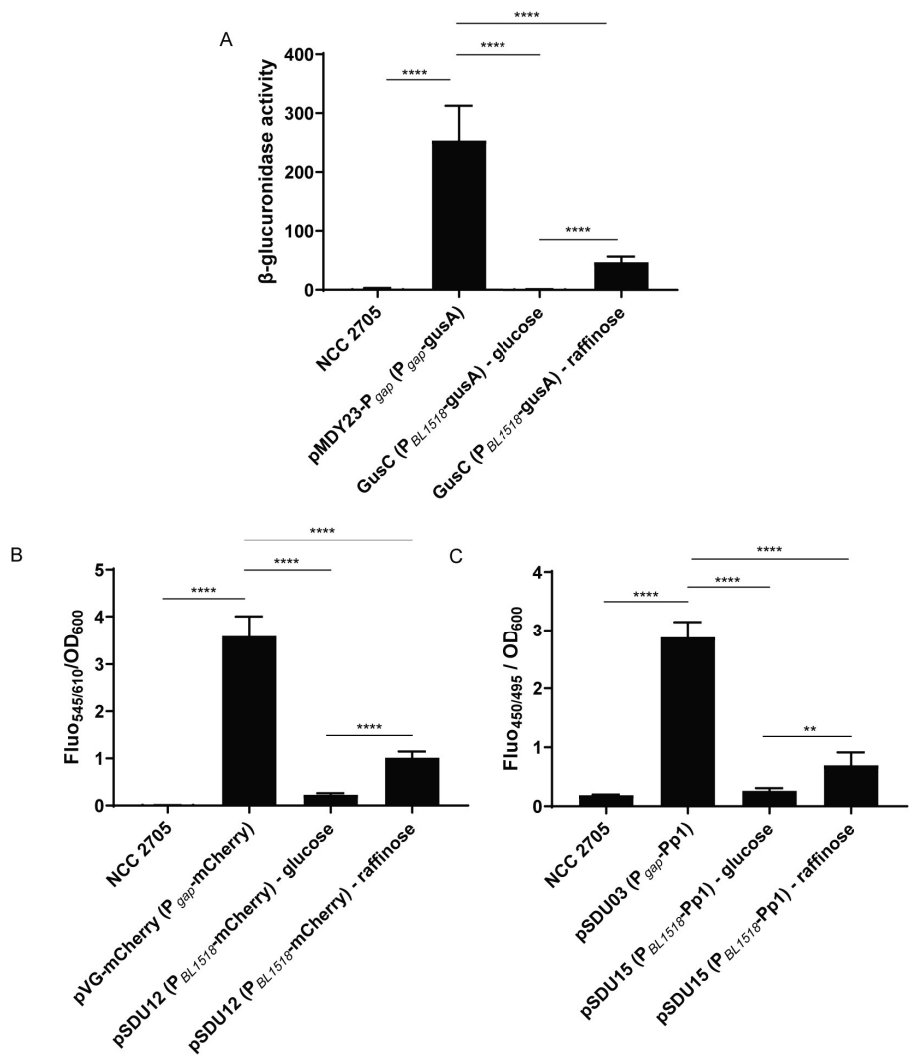 A
β-glucuronidase activity
400
300
200
100
0
****
****
****
****
NCC 2705
pMDY23-Pgap (Pgap-gusA)
GusC (PBL1518-gusA) - glucose
GusC (PBL1518-gusA) - raffinose
B
Fluo545/610/OD600
5
4
3
2
1
0
****
****
****
****
NCC 2705
pVG-mCherry (Pgap-mCherry)
pSDU12 (PBL1518-mCherry) - glucose
pSDU12 (PBL1518-mCherry) - raffinose
C
Fluo450/495 / OD600
4
3
2
1
0
****
****
****
**
NCC 2705
pSDU03 (Pgap-Pp1)
pSDU15 (PBL1518-Pp1) - glucose
pSDU15 (PBL1518-Pp1) - raffinose